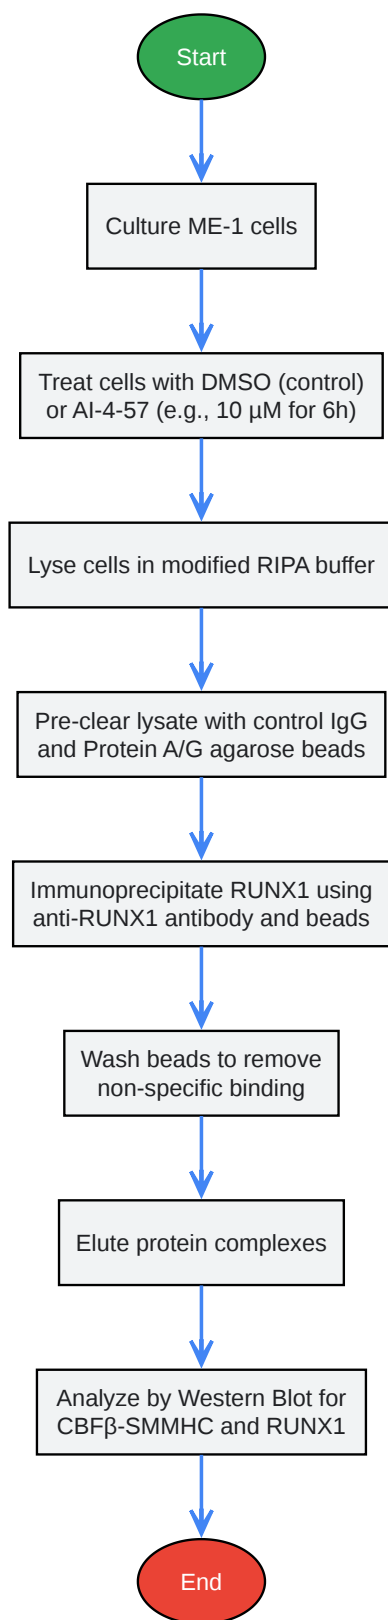 Start
Culture ME-1 cells
Treat cells with DMSO (control)
or AI-4-57 (e.g., 10 µM for 6h)
Lyse cells in modified RIPA buffer
Pre-clear lysate with control IgG
and Protein A/G agarose beads
Immunoprecipitate RUNX1 using
anti-RUNX1 antibody and beads
Wash beads to remove
non-specific binding
Elute protein complexes
Analyze by Western Blot for
CBFβ-SMMHC and RUNX1
End